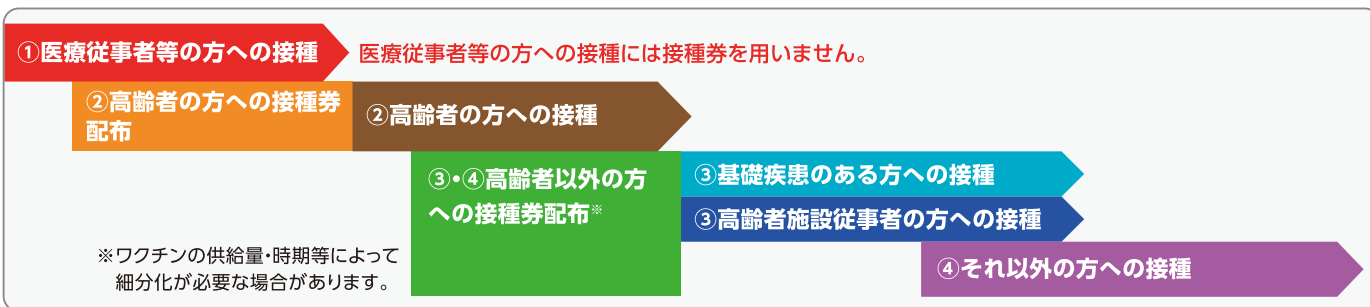 ①医療従事者等の方への接種
医療従事者等の方への接種には接種券を用いません。
②高齢者の方への接種券
配布
②高齢者の方への接種
③・④高齢者以外の方
への接種券配布※
③基礎疾患のある方への接種
③高齢者施設従事者の方への接種
④それ以外の方への接種
※ワクチンの供給量・時期等によって
細分化が必要な場合があります。